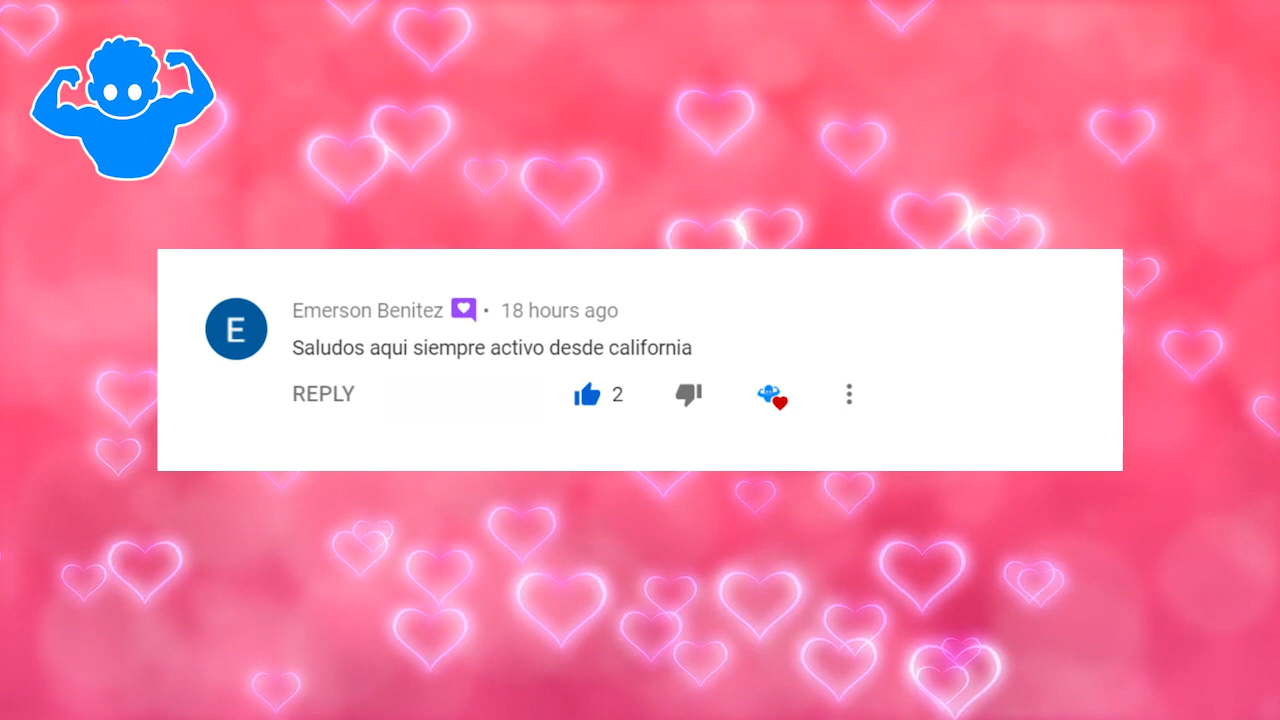 E
Emerson Benitez • 18 hours ago
Saludos aqui siempre activo desde california
REPLY 2